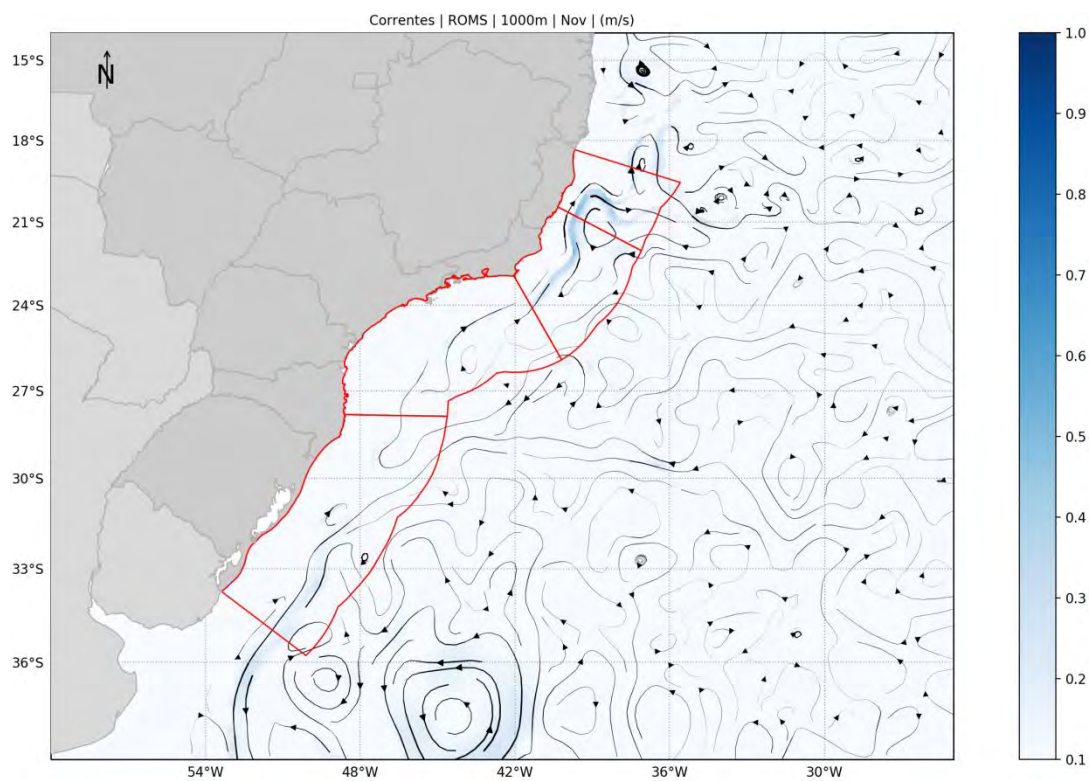 Correntes | ROMS | 1000m | Nov | (m/s)
N
15°S
18°S
21°S
24°S
27°S
30°S
33°S
36°S
54°W
48°W
42°W
36°W
30°W
1.0
0.9
0.8
0.7
0.6
0.5
0.4
0.3
0.2
0.1